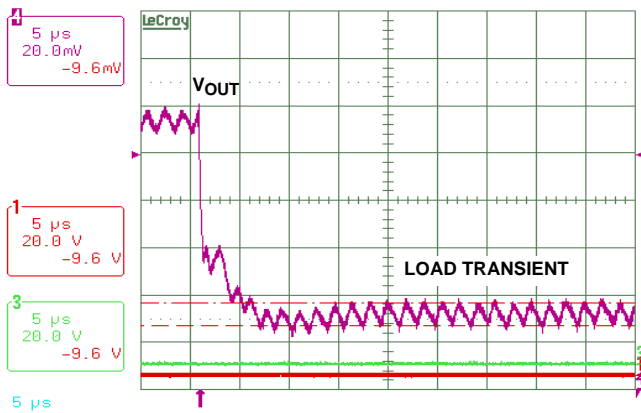 4
5 µs
20.0mV
-9.6mV
LeCroy
VOUT
1
5 µs
20.0 V
-9.6 V
LOAD TRANSIENT
3
5 µs
20.0 V
-9.6 V
5 µs